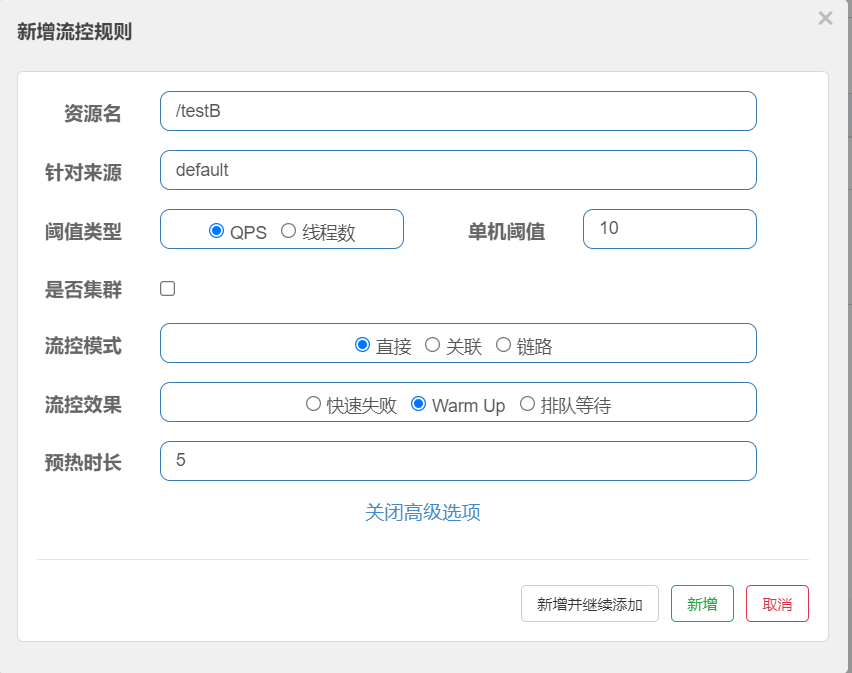 新增流控规则
资源名 /testB
针对来源 default
阈值类型 QPS 线程数 单机阈值 10
是否集群
流控模式 直接 关联 链路
流控效果 快速失败 Warm Up 排队等待
预热时长 5
关闭高级选项
新增并继续添加 新增 取消